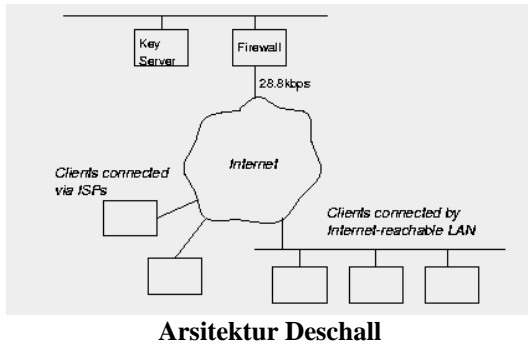 Key
Server
Firewall
28.8kbps
Internet
Clients connected
via ISPs
Clients connected by
Internet-reachable LAN
Arsitektur Deschall